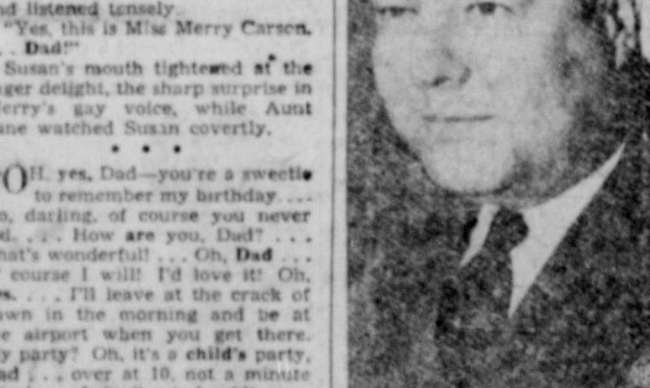 nd listened tensely.
"Yes, this is Miss Merry Carson.
. . Dad!"
Susan's mouth tightened at the
ger delight, the sharp surprise in
erry's gay voice, while Aunt
ane watched Susan covertly.
• • •
"OH, yes, Dad—you're a sweetie
to remember my birthday. . . .
o, darling, of course you never
d. . . . How are you, Dad? . . .
hat's wonderful! . . . Oh, Dad . . .
f course I will! I'd love it! Oh,
es. . . . I'll leave at the crack of
awn in the morning and be at
e airport when you get there.
y party? Oh, it's a child's party,
ad . . . over at 10, not a minute